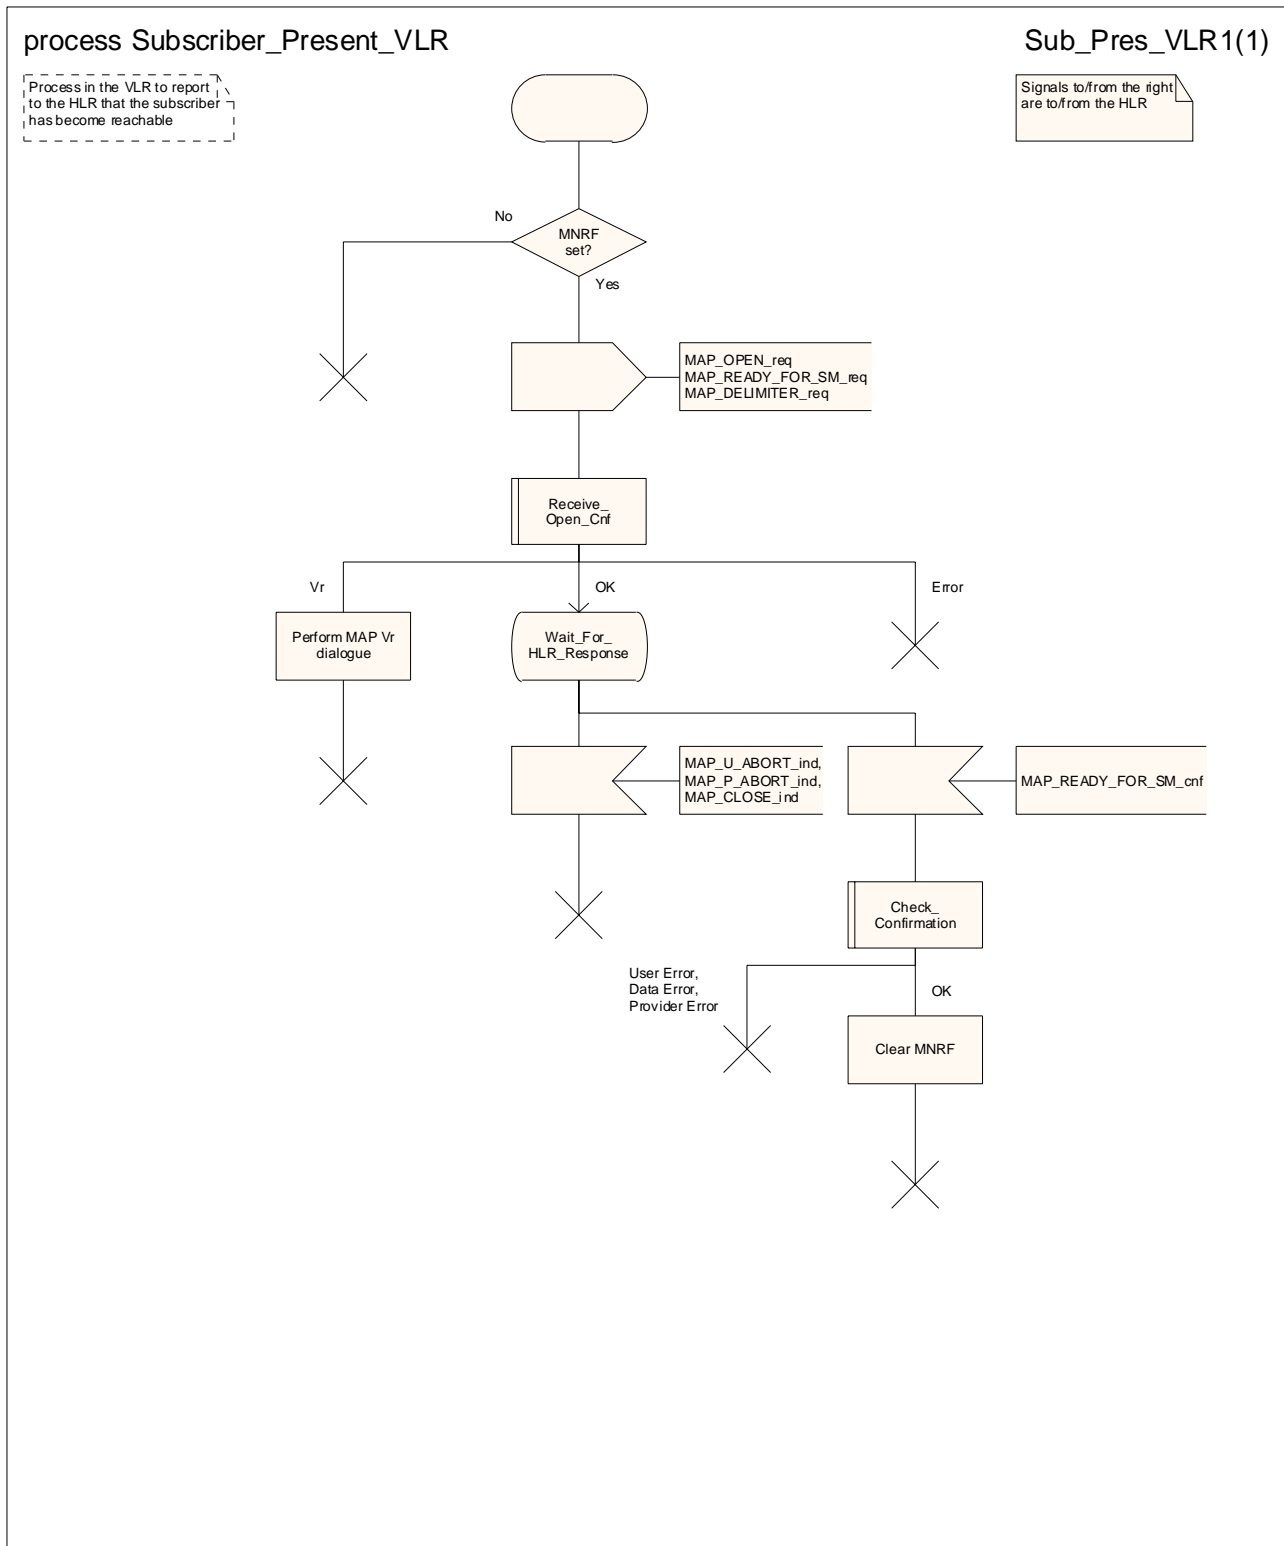 process Subscriber_Present_VLR
Sub_Pres_VLR1(1)
Process in the VLR to report
to the HLR that the subscriber
has become reachable
Signals to/from the right
are to/from the HLR
No
MNRF
set?
Yes
MAP_OPEN_req
MAP_READY_FOR_SM_req
MAP_DELIMITER_req
Receive_
Open_Cnf
Vr
OK
Error
Perform MAP Vr
dialogue
Wait_For_
HLR_Response
MAP_U_ABORT_ind,
MAP_P_ABORT_ind,
MAP_CLOSE_ind
MAP_READY_FOR_SM_cnf
Check_
Confirmation
User Error,
Data Error,
Provider Error
OK
Clear MNRF